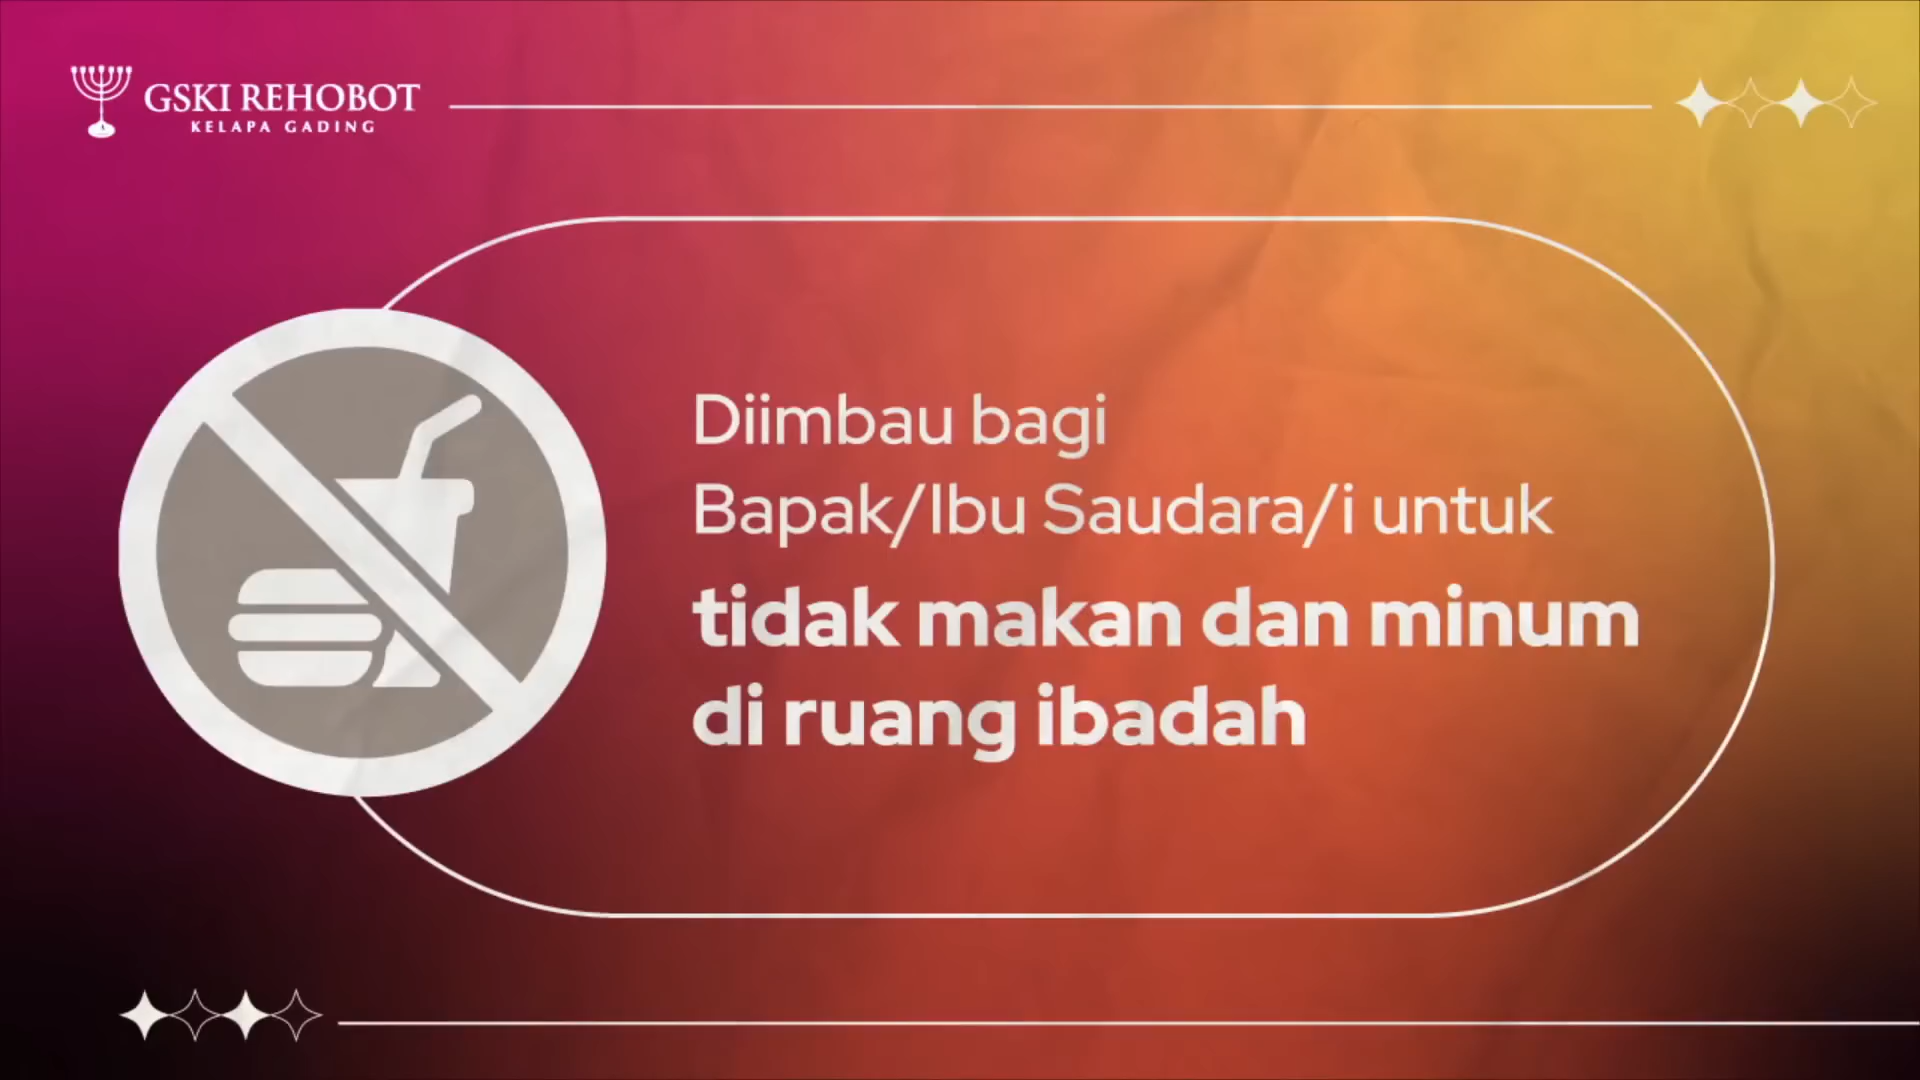 GSKI REHOBOT
KELAPA GADING
Diimbau bagi
Bapak/Ibu Saudara/i untuk
tidak makan dan minum
di ruang ibadah